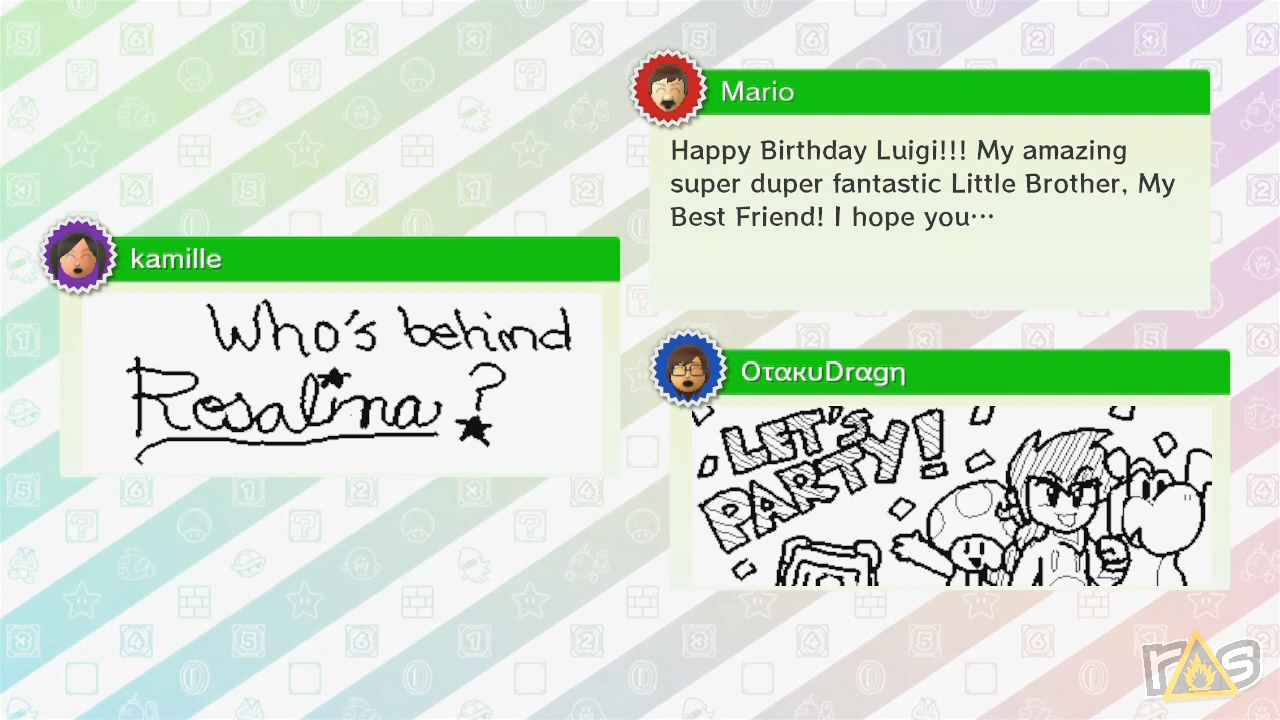 Mario
Happy Birthday Luigi!!! My amazing
super duper fantastic Little Brother, My
Best Friend! I hope you…
kamille
Who's behind
Rosalina?
OτακυDrαgη
LET'S
PARTY!
ras